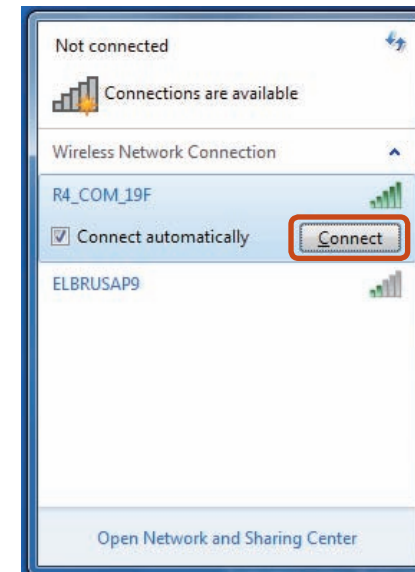 Not connected
Connections are available
Wireless Network Connection
R4_COM_19F
Connect automatically
Connect
ELBRUSAP9
Open Network and Sharing Center